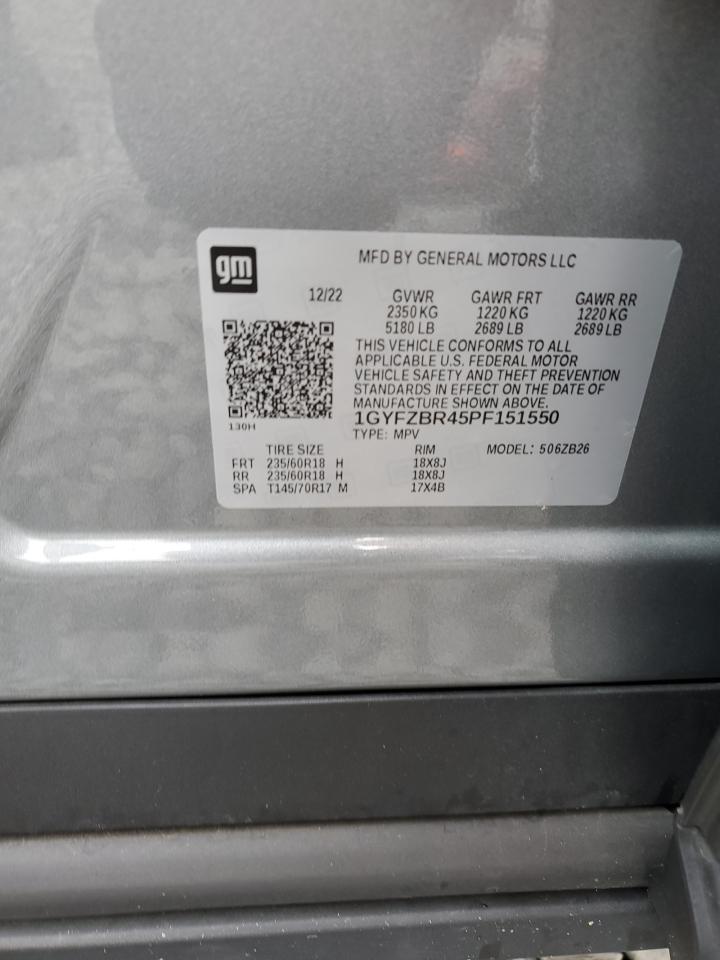 gm
MFD BY GENERAL MOTORS LLC
12/22 GVWR GAWR FRT GAWR RR
2350 KG 1220 KG 1220 KG
5180 LB 2689 LB 2689 LB
THIS VEHICLE CONFORMS TO ALL
APPLICABLE U.S. FEDERAL MOTOR
VEHICLE SAFETY AND THEFT PREVENTION
STANDARDS IN EFFECT ON THE DATE OF
MANUFACTURE SHOWN ABOVE.
1GYFZBR45PF151550
130H
TYPE: MPV
TIRE SIZE RIM MODEL: 506ZB26
FRT 235/60R18 H 18X8J
RR 235/60R18 H 18X8J
SPA T145/70R17 M 17X4B